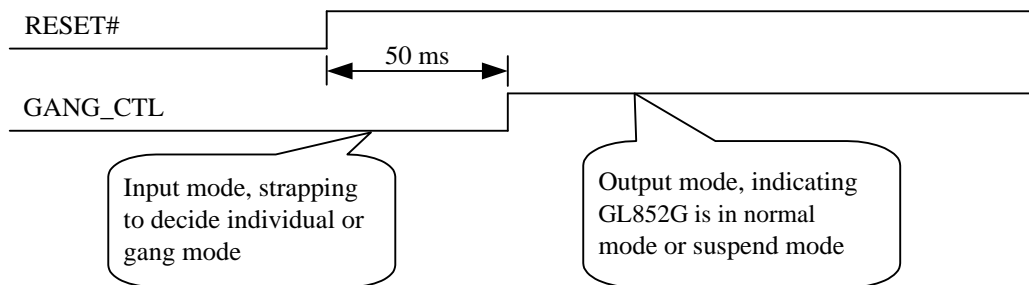 RESET#
50 ms
GANG_CTL
Input mode, strapping
to decide individual or
gang mode
Output mode, indicating
GL852G is in normal
mode or suspend mode